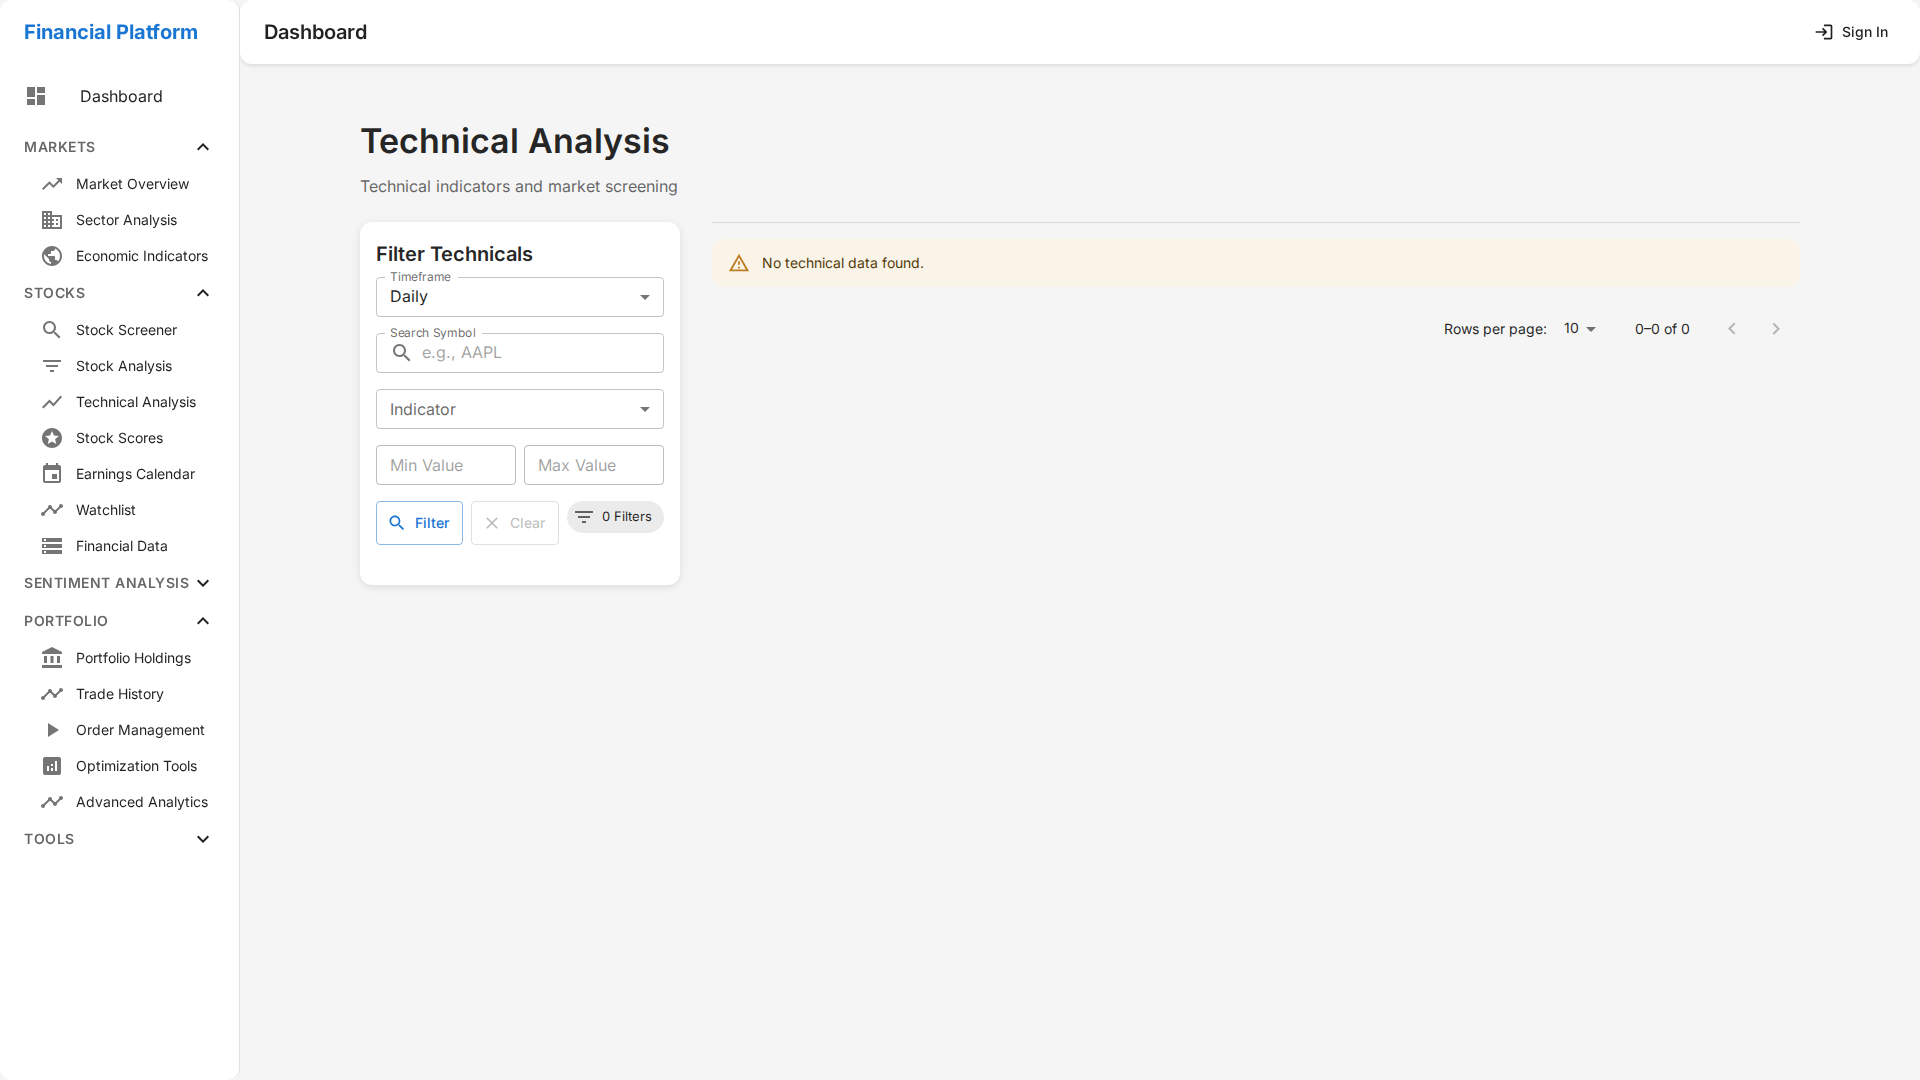 Financial Platform
Dashboard
MARKETS
Market Overview
Sector Analysis
Economic Indicators
STOCKS
Stock Screener
Stock Analysis
Technical Analysis
Stock Scores
Earnings Calendar
Watchlist
Financial Data
SENTIMENT ANALYSIS
PORTFOLIO
Portfolio Holdings
Trade History
Order Management
Optimization Tools
Advanced Analytics
TOOLS
Dashboard
Sign In
Technical Analysis
Technical indicators and market screening
Filter Technicals
Timeframe
Daily
Search Symbol
e.g., AAPL
Indicator
Min Value
Max Value
Filter
Clear
0 Filters
No technical data found.
Rows per page: 10 0–0 of 0